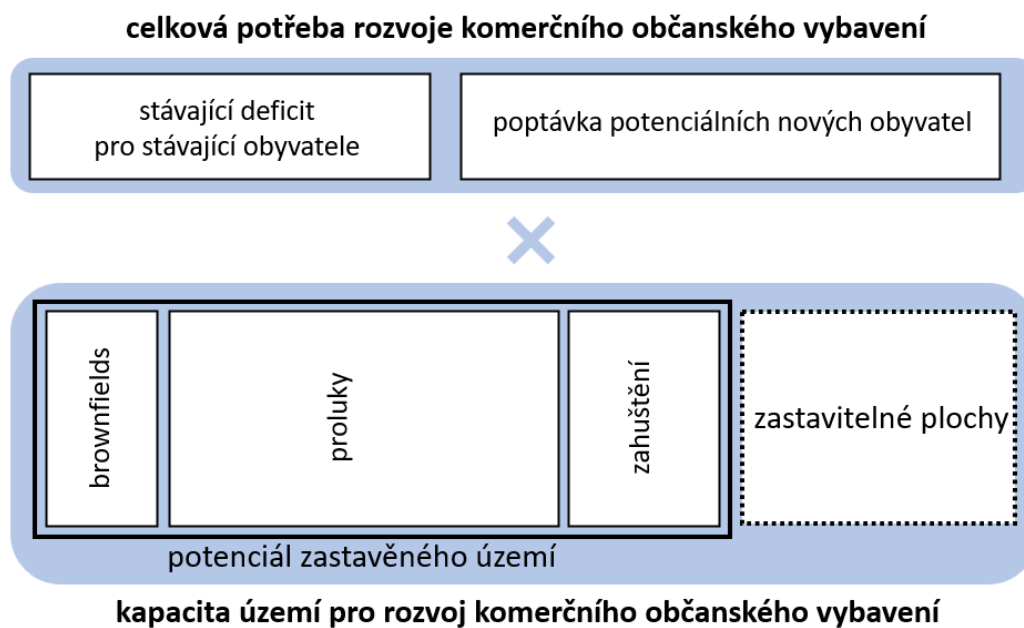 celková potřeba rozvoje komerčního občanského vybavení
stávající deficit
pro stávající obyvatele
poptávka potenciálních nových obyvatel
brownfields
proluky
zahuštění
zastavitelné plochy
potenciál zastavěného území
kapacita území pro rozvoj komerčního občanského vybavení